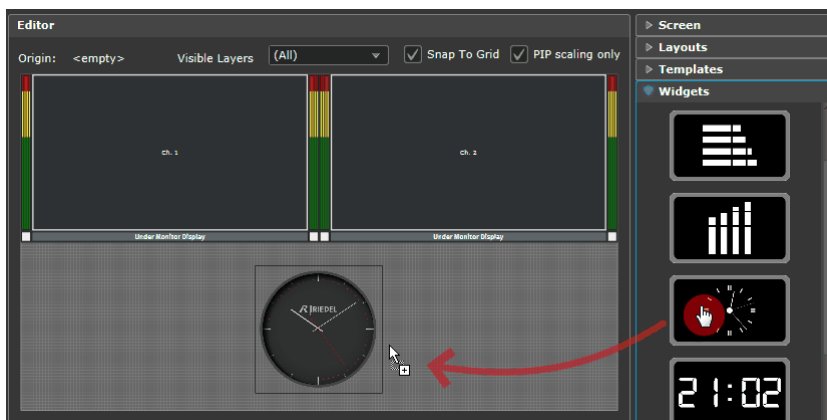 Editor
Origin: <empty> Visible Layers (All) Snap To Grid PIP scaling only
Ch. 1
Ch. 2
Under Monitor Display
Under Monitor Display
RIEDEL
Screen
Layouts
Templates
Widgets
21:02